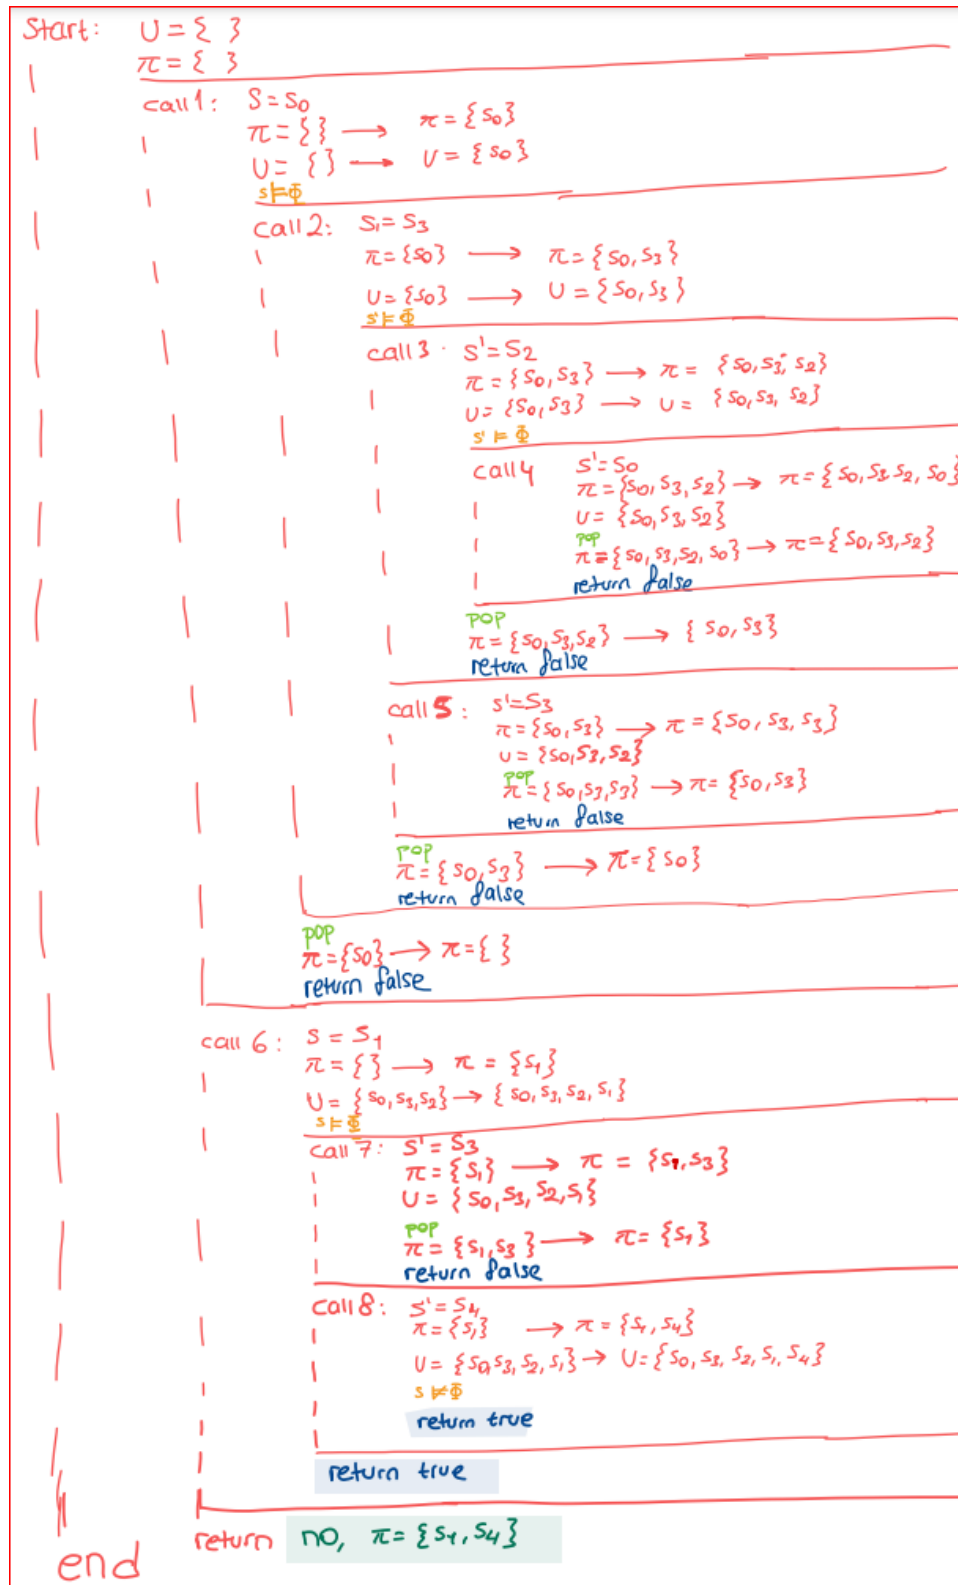 Start: U = { }
π = { }
call 1: S = S₀
π = { } → π = {s₀}
U = { } → U = {s₀}
s ⊨ Φ
call 2: S₁ = S₃
π = {s₀} → π = {s₀, s₃}
U = {s₀} → U = {s₀, s₃}
s' ⊨ Φ
call 3: s' = S₂
π = {s₀, s₃} → π = {s₀, s₃, s₂}
U = {s₀, s₃} → U = {s₀, s₃, s₂}
s' ⊨ Φ
call 4 s' = s₀
π = {s₀, s₃, s₂} → π = {s₀, s₃, s₂, s₀}
U = {s₀, s₃, s₂}
pop
π = {s₀, s₃, s₂, s₀} → π = {s₀, s₃, s₂}
return false
POP
π = {s₀, s₃, s₂} → {s₀, s₃}
return false
call 5: s' = S₃
π = {s₀, s₃} → π = {s₀, s₃, s₃}
U = {s₀, s₃, s₂}
pop
π = {s₀, s₃, s₃} → π = {s₀, s₃}
return false
POP
π = {s₀, s₃} → π = {s₀}
return false
pop
π = {s₀} → π = { }
return false
call 6: S = S₁
π = { } → π = {s₁}
U = {s₀, s₃, s₂} → {s₀, s₃, s₂, s₁}
s ⊨ Φ
call 7: s' = S₃
π = {s₁} → π = {s₁, s₃}
U = {s₀, s₃, s₂, s₁}
POP
π = {s₁, s₃} → π = {s₁}
return false
call 8: s' = s₄
π = {s₁} → π = {s₁, s₄}
U = {s₀, s₃, s₂, s₁} → U = {s₀, s₃, s₂, s₁, s₄}
s ⊭ Φ
return true
return true
return no, π = {s₁, s₄}
end